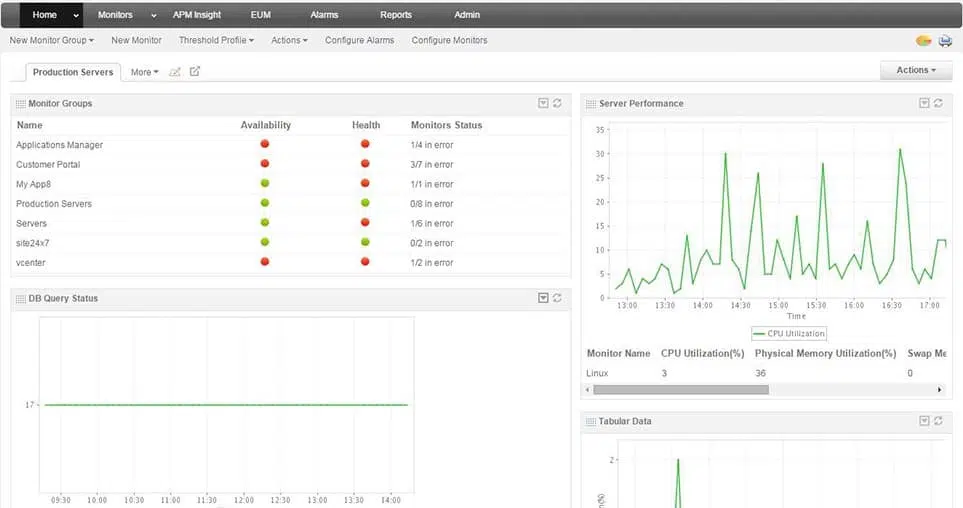 Home Monitors APM Insight EUM Alarms Reports Admin
New Monitor Group New Monitor Threshold Profile Actions Configure Alarms Configure Monitors
Production Servers More
Actions
Monitor Groups
Name Availability Health Monitors Status
Applications Manager 1/4 in error
Customer Portal 3/7 in error
My App8 1/1 in error
Production Servers 0/8 in error
Servers 1/6 in error
site24x7 0/2 in error
vcenter 1/2 in error
DB Query Status
17
09:30 10:00 10:30 11:00 11:30 12:00 12:30 13:00 13:30 14:00
Server Performance
35
30
25
20
15
10
5
0
13:00 13:30 14:00 14:30 15:00 15:30 16:00 16:30 17:00
Time
CPU Utilization
Monitor Name CPU Utilization(%) Physical Memory Utilization(%) Swap Me
Linux 3 36 0
Tabular Data
2